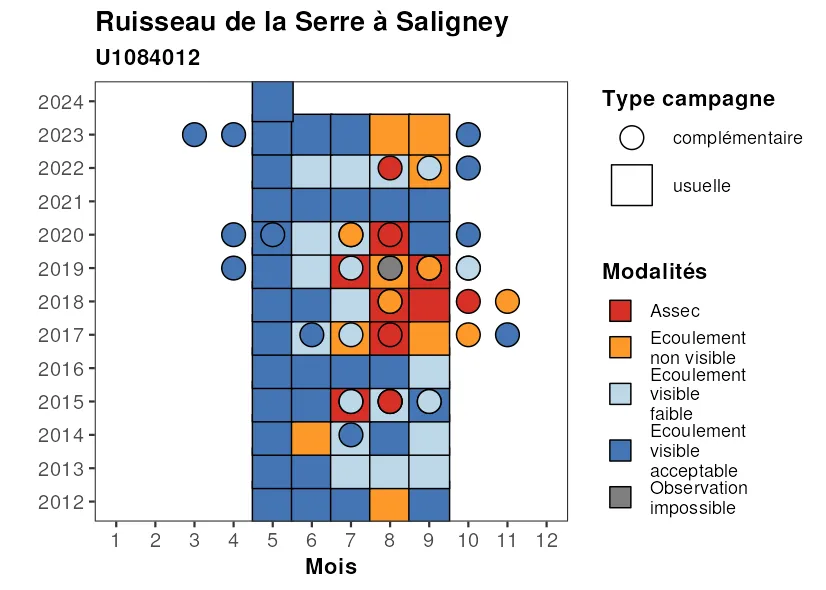 Ruisseau de la Serre à Saligney
U1084012
2024
2023
2022
2021
2020
2019
2018
2017
2016
2015
2014
2013
2012
1 2 3 4 5 6 7 8 9 10 11 12
Mois
Type campagne
complémentaire
usuelle
Modalités
Assec
Ecoulement
non visible
Ecoulement
visible
faible
Ecoulement
visible
acceptable
Observation
impossible